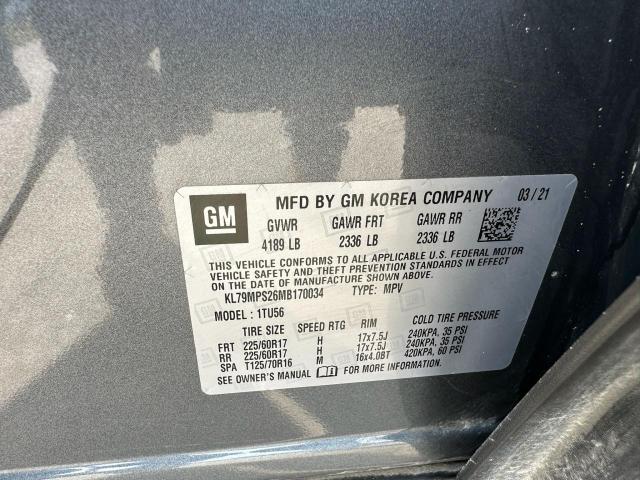 GM
MFD BY GM KOREA COMPANY 03/21
GVWR GAWR FRT GAWR RR
4189 LB 2336 LB 2336 LB
THIS VEHICLE CONFORMS TO ALL APPLICABLE U.S. FEDERAL
VEHICLE SAFETY AND THEFT PREVENTION STANDARDS IN
EFFECT ON THE DATE OF MANUFACTURE SHOWN ABOVE.
KL79MPS26MB170034 TYPE: MPV
MODEL: 1TU56
TIRE SIZE SPEED RTG RIM COLD TIRE PRESSURE
FRT 225/60R17 H 17x7.5J 240KPA, 35 PSI
RR 225/60R17 H 17x7.5J 240KPA, 35 PSI
SPA T125/70R16 M 16x4.0BT 420KPA, 60 PSI
SEE OWNER'S MANUAL FOR MORE INFORMATION.